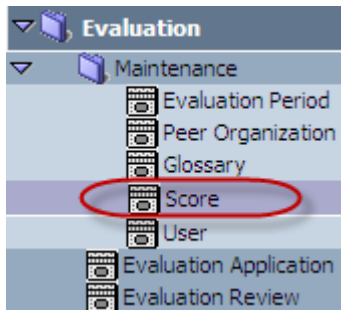 Evaluation
Maintenance
Evaluation Period
Peer Organization
Glossary
Score
User
Evaluation Application
Evaluation Review